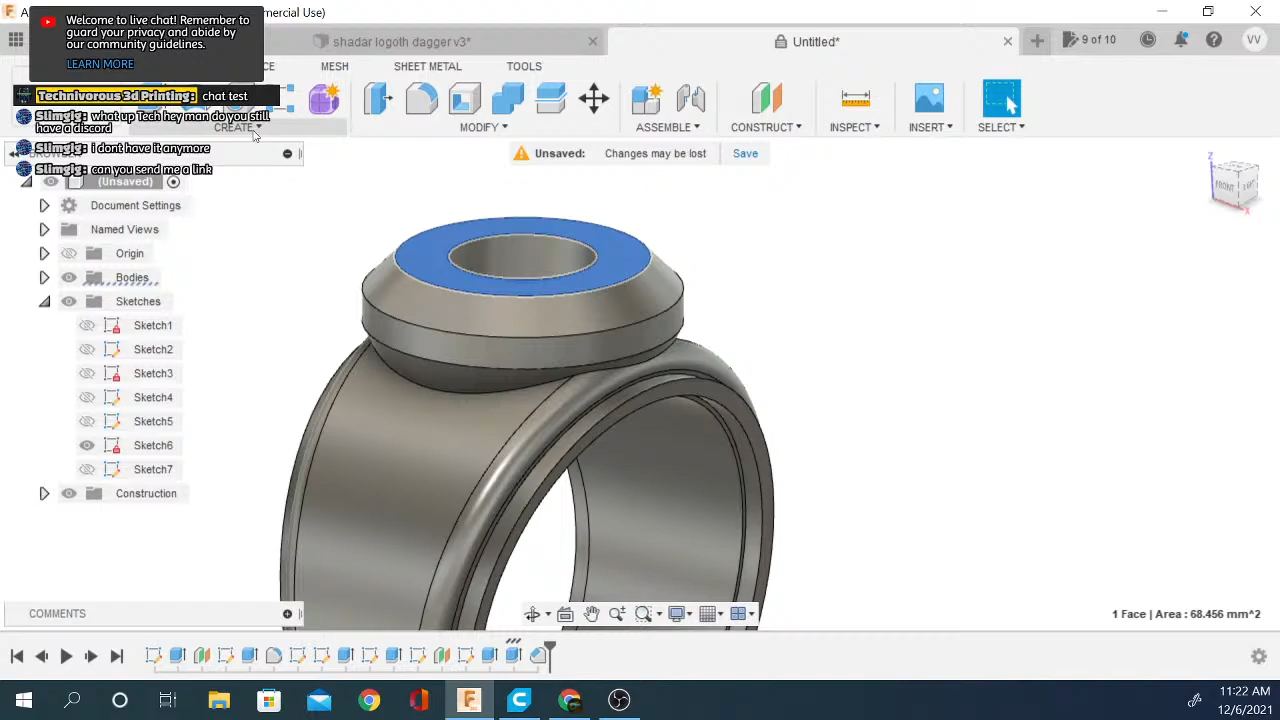 A
ercial Use)
Welcome to live chat! Remember to
guard your privacy and abide by
our community guidelines.
LEARN MORE
shadar logoth dagger v3*
Untitled*
9 of 10
VV
CE
MESH
SHEET METAL
TOOLS
Technivorous 3d Printing: chat test
Slimgig: what up Tech hey man do you still
have a discord
Slimgig: i dont have it anymore
Slimgig: can you send me a link
CREATE
MODIFY
ASSEMBLE
CONSTRUCT
INSPECT
INSERT
SELECT
Unsaved:
Changes may be lost
Save
(Unsaved)
Document Settings
Named Views
Origin
Bodies
Sketches
Sketch1
Sketch2
Sketch3
Sketch4
Sketch5
Sketch6
Sketch7
Construction
Z
FRONT
X
COMMENTS
1 Face | Area : 68.456 mm^2
11:22 AM
12/6/2021